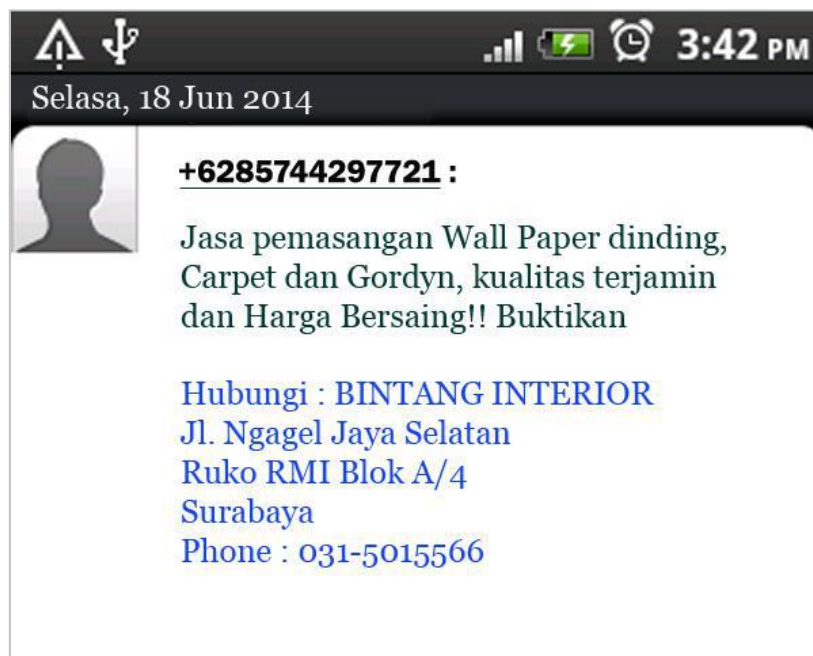 3:42 PM
Selasa, 18 Jun 2014
+6285744297721 :
Jasa pemasangan Wall Paper dinding,
Carpet dan Gordyn, kualitas terjamin
dan Harga Bersaing!! Buktikan
Hubungi : BINTANG INTERIOR
Jl. Ngagel Jaya Selatan
Ruko RMI Blok A/4
Surabaya
Phone : 031-5015566